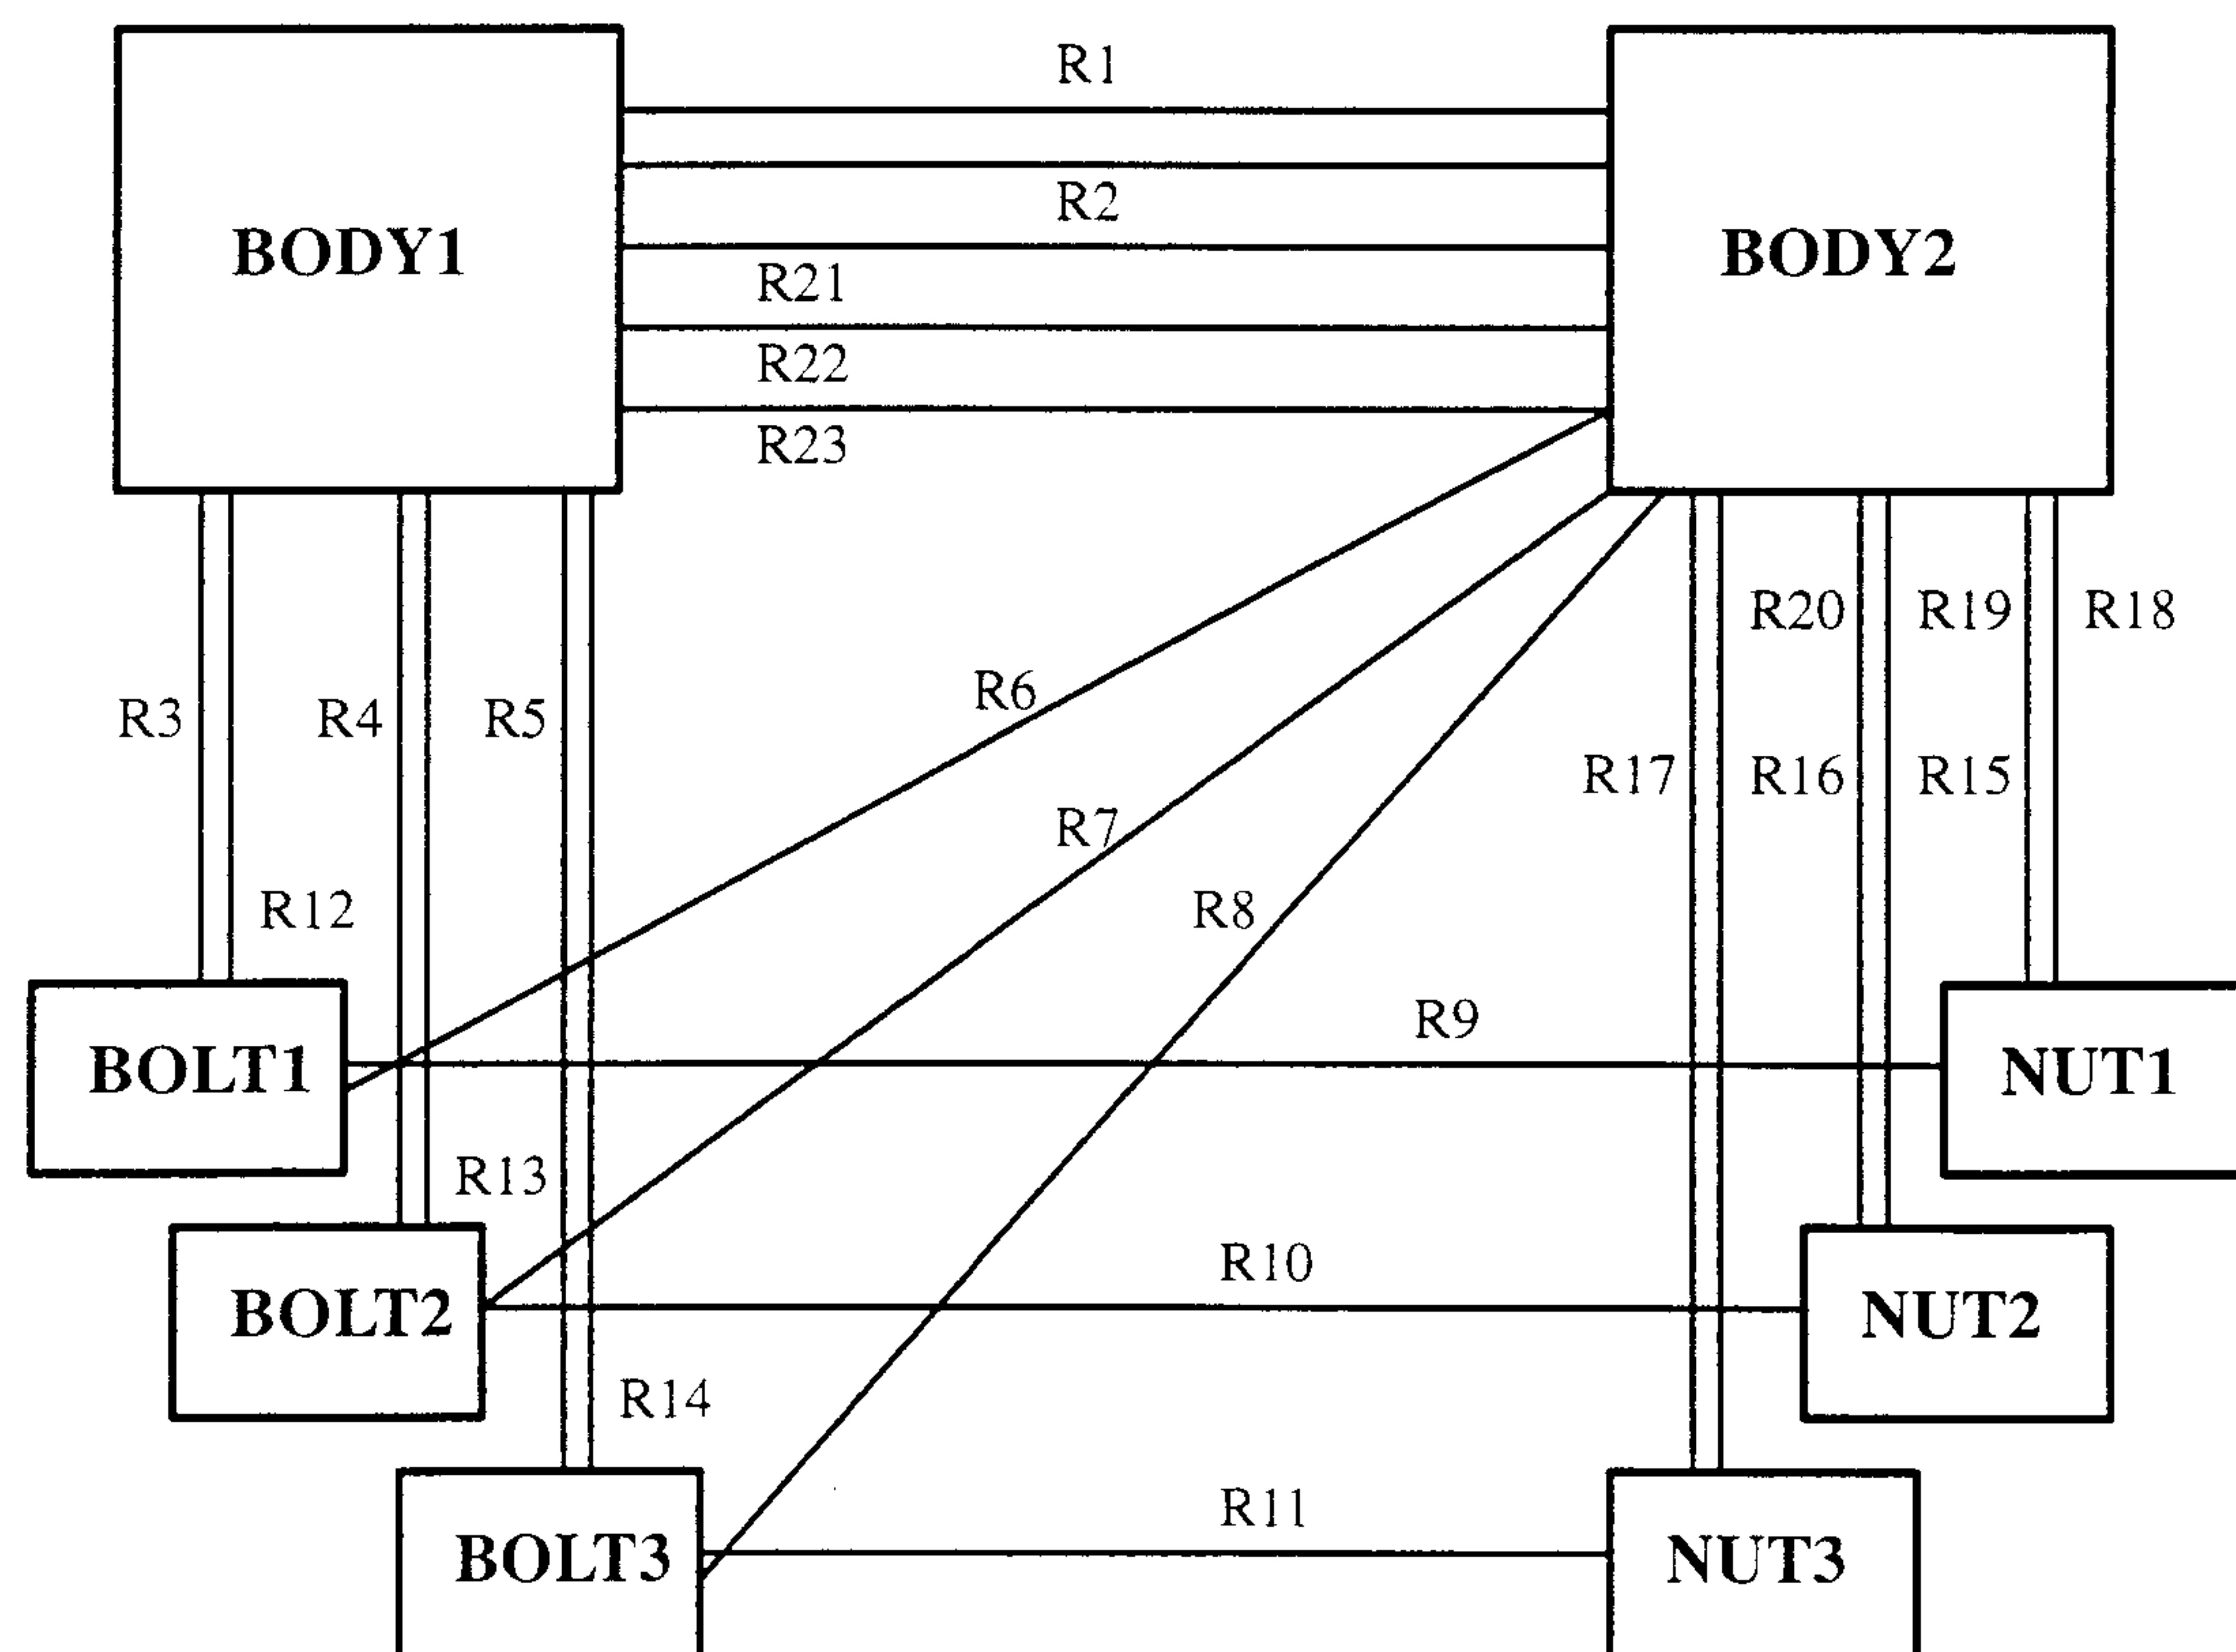 R1
R2
BODY1
BODY2
R21
R22
R23
R20
R19
R18
R3
R4
R5
R6
R17
R16
R15
R7
R12
R8
R9
BOLT1
NUT1
R13
R10
BOLT2
NUT2
R14
R11
BOLT3
NUT3